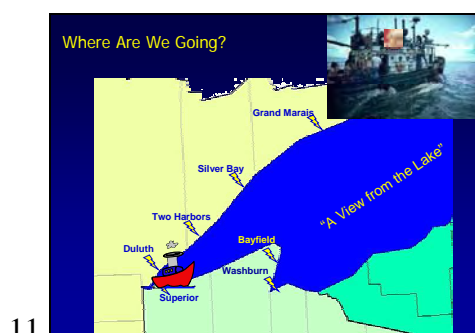 Where Are We Going?
Grand Marais
Silver Bay
"A View from the Lake"
Two Harbors
Duluth
Bayfield
Washburn
Superior
11